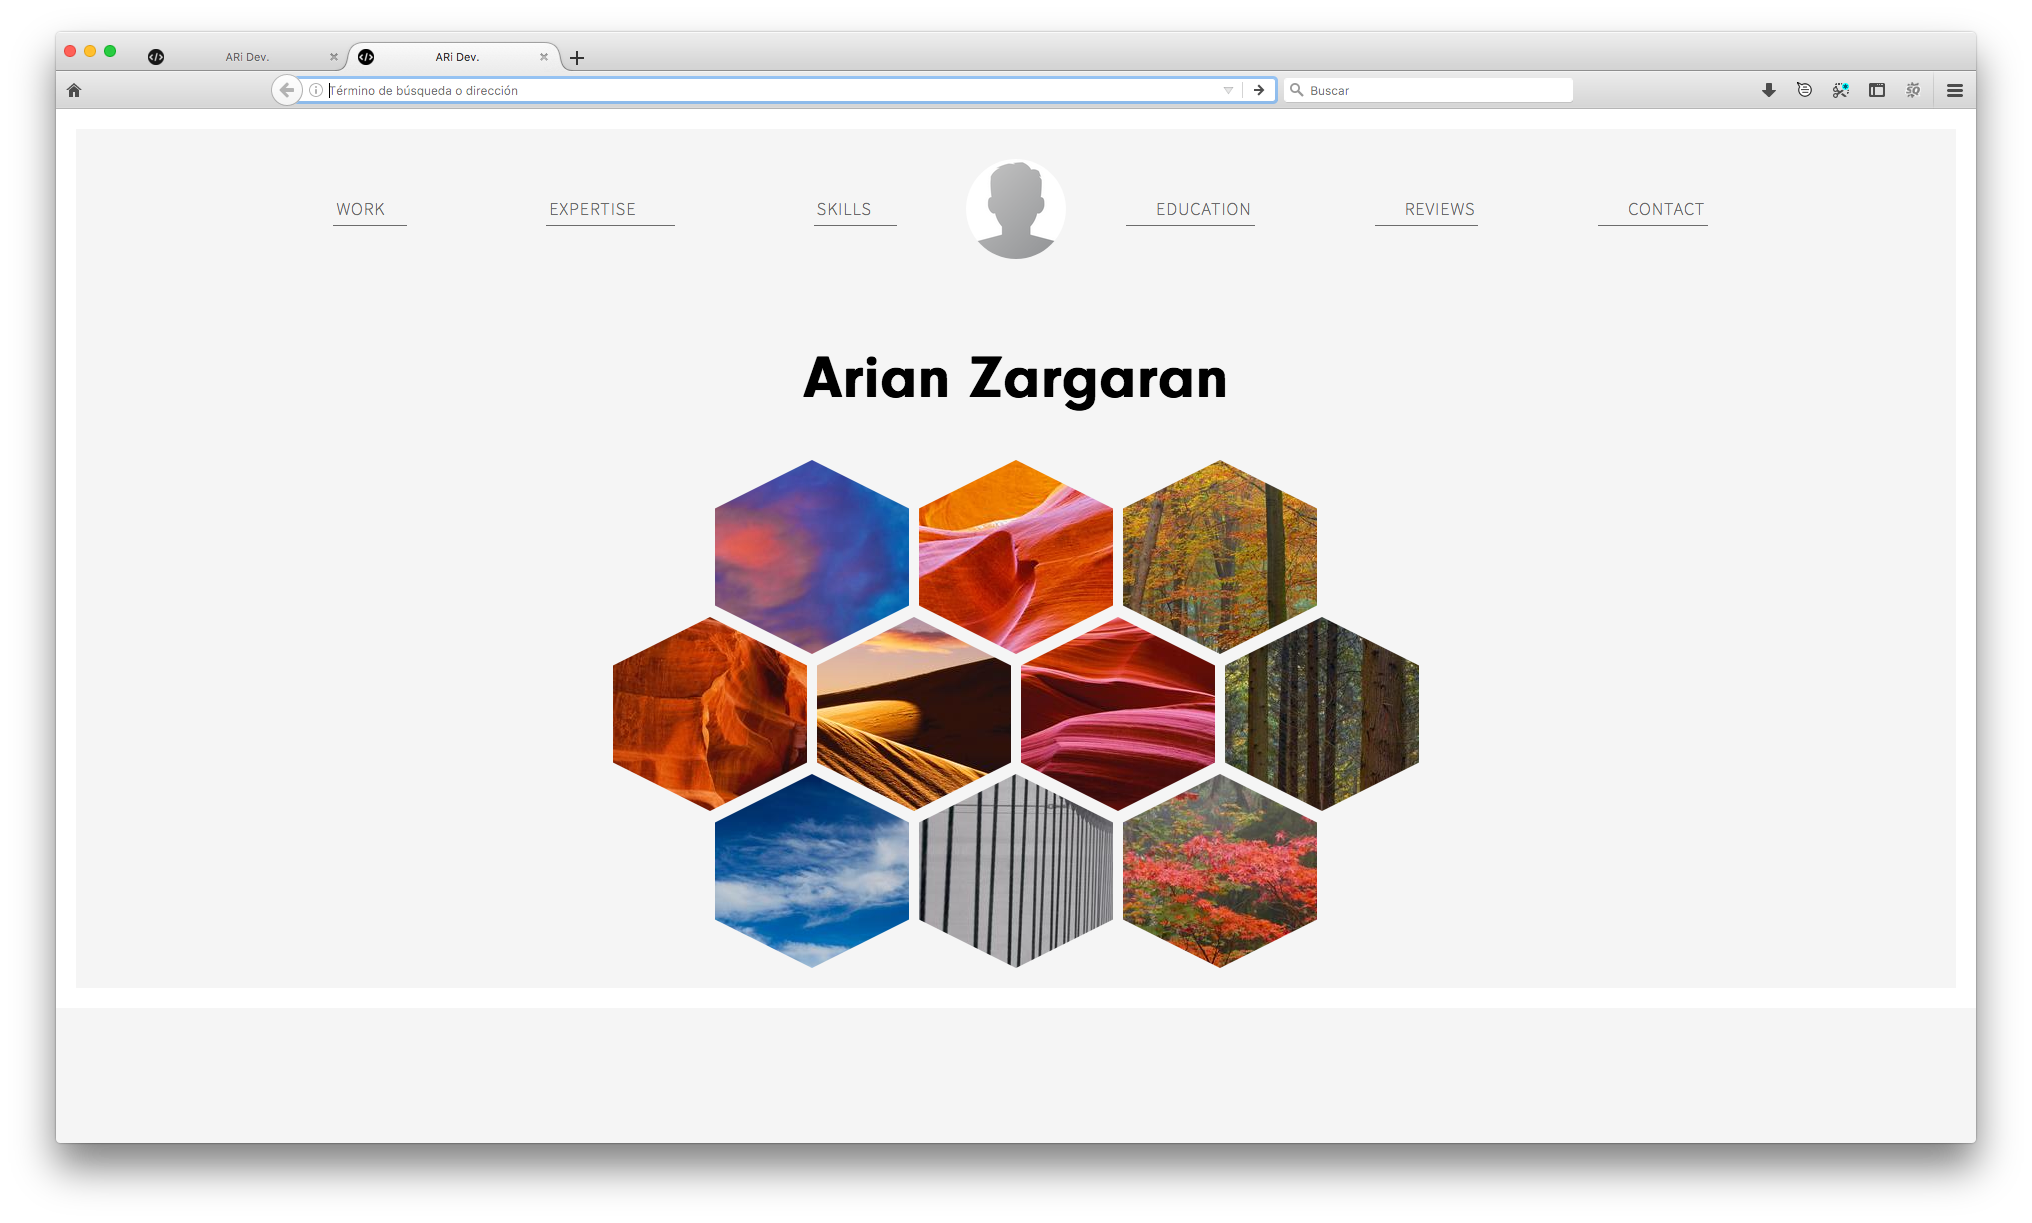 ARi Dev.
ARi Dev.
Término de búsqueda o dirección
Buscar
WORK
EXPERTISE
SKILLS
EDUCATION
REVIEWS
CONTACT
Arian Zargaran